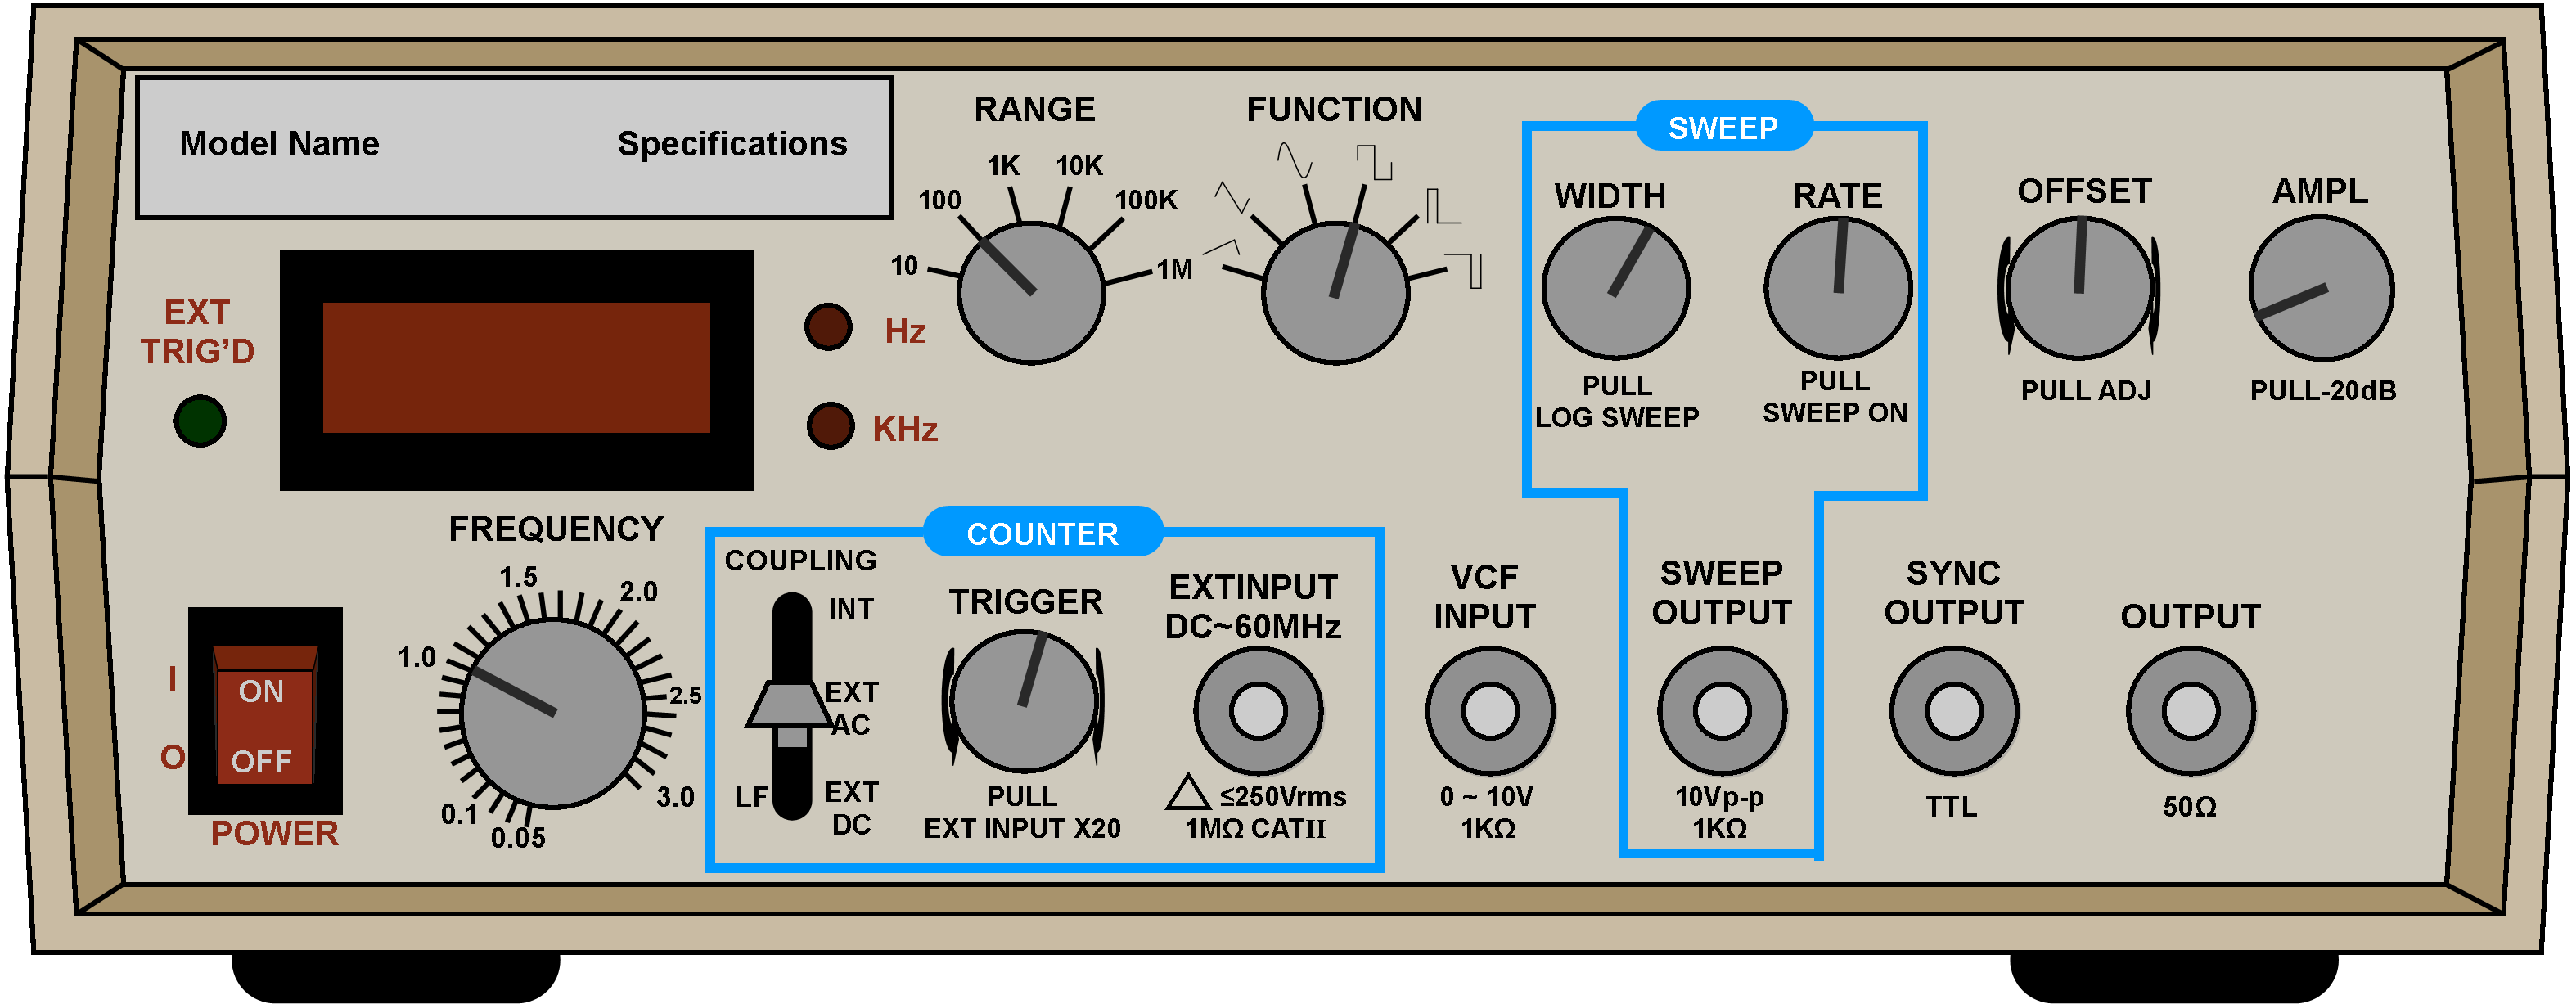 Model Name
Specifications
RANGE
10
100
1K
10K
100K
1M
FUNCTION
SWEEP
WIDTH
PULL
LOG SWEEP
RATE
PULL
SWEEP ON
OFFSET
PULL ADJ
AMPL
PULL-20dB
EXT
TRIG’D
Hz
KHz
I
O
ON
OFF
POWER
FREQUENCY
0.05
0.1
1.0
1.5
2.0
2.5
3.0
COUNTER
COUPLING
INT
EXT
AC
LF
EXT
DC
TRIGGER
PULL
EXT INPUT X20
EXTINPUT
DC~60MHz
≤250Vrms
1MΩ CATII
VCF
INPUT
0 ~ 10V
1KΩ
SWEEP
OUTPUT
10Vp-p
1KΩ
SYNC
OUTPUT
TTL
OUTPUT
50Ω